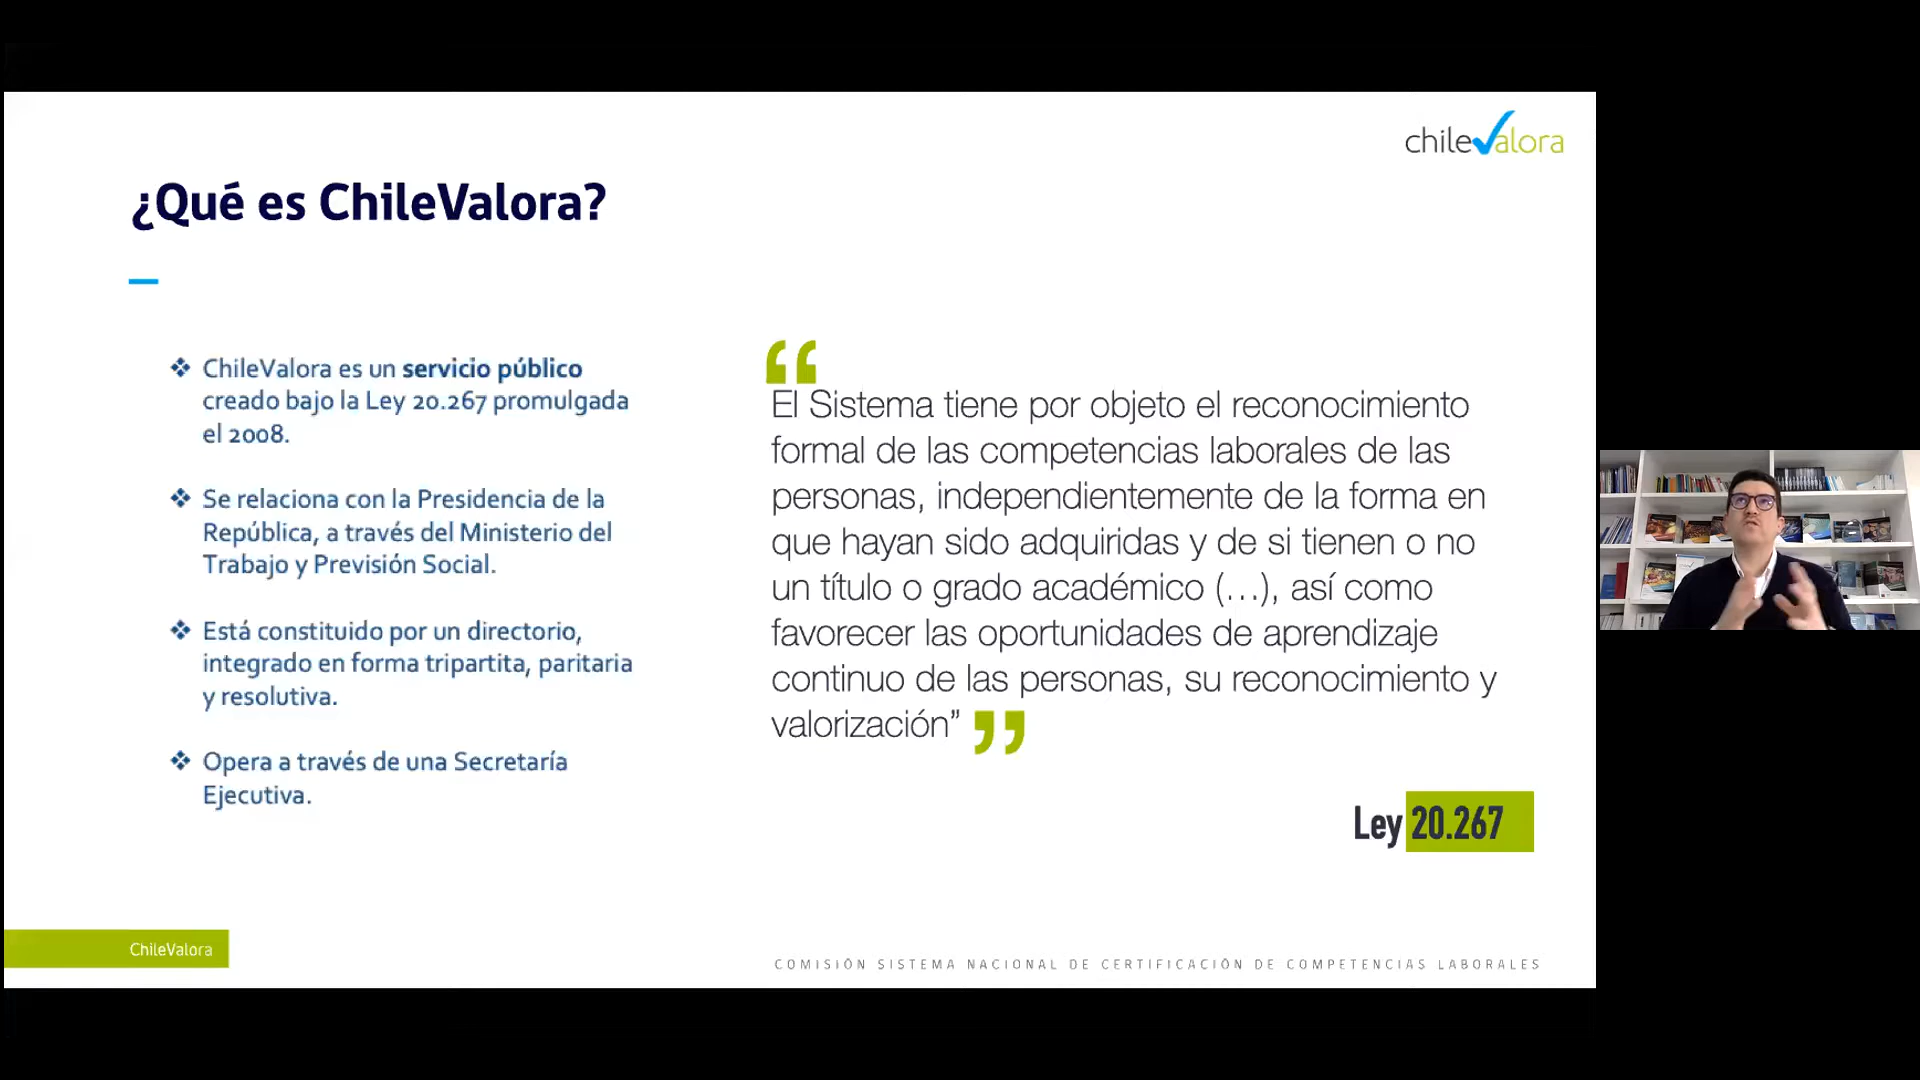 chilevalora
¿Qué es ChileValora?
❖ ChileValora es un servicio público
creado bajo la Ley 20.267 promulgada
el 2008.
❖ Se relaciona con la Presidencia de la
República, a través del Ministerio del
Trabajo y Previsión Social.
❖ Está constituido por un directorio,
integrado en forma tripartita, paritaria
y resolutiva.
❖ Opera a través de una Secretaría
Ejecutiva.
“
El Sistema tiene por objeto el reconocimiento
formal de las competencias laborales de las
personas, independientemente de la forma en
que hayan sido adquiridas y de si tienen o no
un título o grado académico (…), así como
favorecer las oportunidades de aprendizaje
continuo de las personas, su reconocimiento y
valorización” ”
Ley 20.267
ChileValora
COMISIÓN SISTEMA NACIONAL DE CERTIFICACIÓN DE COMPETENCIAS LABORALES